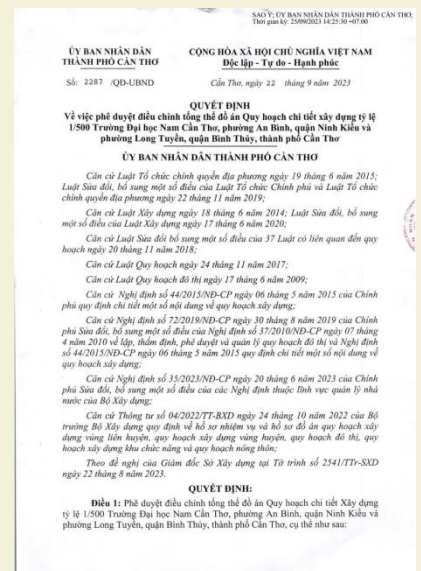 SAO Y; ỦY BAN NHÂN DÂN THÀNH PHỐ CẦN THƠ,
Thời gian ký: 25/09/2023 14:25:30 +07:00
ỦY BAN NHÂN DÂN
THÀNH PHỐ CẦN THƠ
CỘNG HÒA XÃ HỘI CHỦ NGHĨA VIỆT NAM
Độc lập - Tự do - Hạnh phúc
Số: 2287 /QĐ-UBND
Cần Thơ, ngày 22 tháng 9 năm 2023
QUYẾT ĐỊNH
Về việc phê duyệt điều chỉnh tổng thể đồ án Quy hoạch chi tiết xây dựng tỷ lệ
1/500 Trường Đại học Nam Cần Thơ, phường An Bình, quận Ninh Kiều và
phường Long Tuyền, quận Bình Thủy, thành phố Cần Thơ
ỦY BAN NHÂN DÂN THÀNH PHỐ CẦN THƠ
Căn cứ Luật Tổ chức chính quyền địa phương ngày 19 tháng 6 năm 2015;
Luật Sửa đổi, bổ sung một số điều của Luật Tổ chức Chính phủ và Luật Tổ chức
chính quyền địa phương ngày 22 tháng 11 năm 2019;
Căn cứ Luật Xây dựng ngày 18 tháng 6 năm 2014; Luật Sửa đổi, bổ sung
một số điều của Luật Xây dựng ngày 17 tháng 6 năm 2020;
Căn cứ Luật Sửa đổi bổ sung một số điều của 37 Luật có liên quan đến quy
hoạch ngày 20 tháng 11 năm 2018;
Căn cứ Luật Quy hoạch ngày 24 tháng 11 năm 2017;
Căn cứ Luật Quy hoạch đô thị ngày 17 tháng 6 năm 2009;
Căn cứ Nghị định số 44/2015/NĐ-CP ngày 06 tháng 5 năm 2015 của Chính
phủ quy định chi tiết một số nội dung về quy hoạch xây dựng;
Căn cứ Nghị định số 72/2019/NĐ-CP ngày 30 tháng 8 năm 2019 của Chính
phủ Sửa đổi, bổ sung một số điều của Nghị định số 37/2010/NĐ-CP ngày 07 tháng
4 năm 2010 về lập, thẩm định, phê duyệt và quản lý quy hoạch đô thị và Nghị định
số 44/2015/NĐ-CP ngày 06 tháng 5 năm 2015 quy định chi tiết một số nội dung về
quy hoạch xây dựng;
Căn cứ Nghị định số 35/2023/NĐ-CP ngày 20 tháng 6 năm 2023 của Chính
phủ Sửa đổi, bổ sung một số điều của các Nghị định thuộc lĩnh vực quản lý nhà
nước của Bộ Xây dựng;
Căn cứ Thông tư số 04/2022/TT-BXD ngày 24 tháng 10 năm 2022 của Bộ
trưởng Bộ Xây dựng quy định về hồ sơ nhiệm vụ và hồ sơ đồ án quy hoạch xây
dựng vùng liên huyện, quy hoạch xây dựng vùng huyện, quy hoạch đô thị, quy
hoạch xây dựng khu chức năng và quy hoạch nông thôn;
Theo đề nghị của Giám đốc Sở Xây dựng tại Tờ trình số 2541/TTr-SXD
ngày 22 tháng 8 năm 2023.
QUYẾT ĐỊNH:
Điều 1: Phê duyệt điều chỉnh tổng thể đồ án Quy hoạch chi tiết Xây dựng
tỷ lệ 1/500 Trường Đại học Nam Cần Thơ, phường An Bình, quận Ninh Kiều và
phường Long Tuyền, quận Bình Thủy, thành phố Cần Thơ, cụ thể như sau: